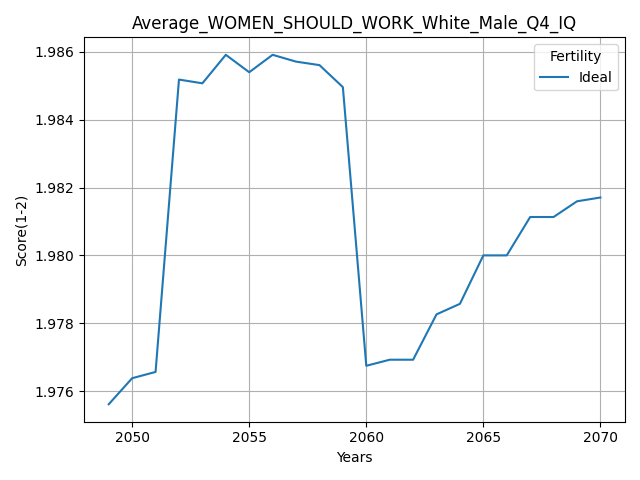 Average_WOMEN_SHOULD_WORK_White_Male_Q4_IQ
Fertility
Ideal
1.986
1.984
1.982
1.980
1.978
1.976
Score(1-2)
2050
2055
2060
2065
2070
Years